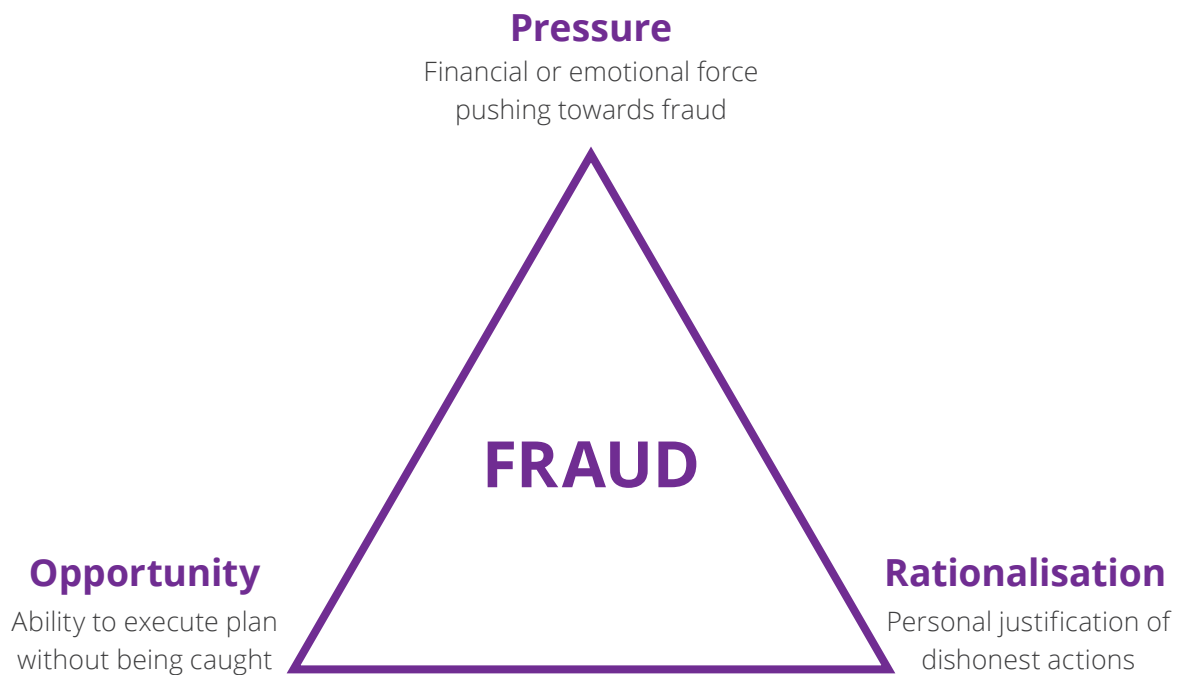 Pressure
Financial or emotional force
pushing towards fraud
FRAUD
Opportunity
Ability to execute plan
without being caught
Rationalisation
Personal justification of
dishonest actions